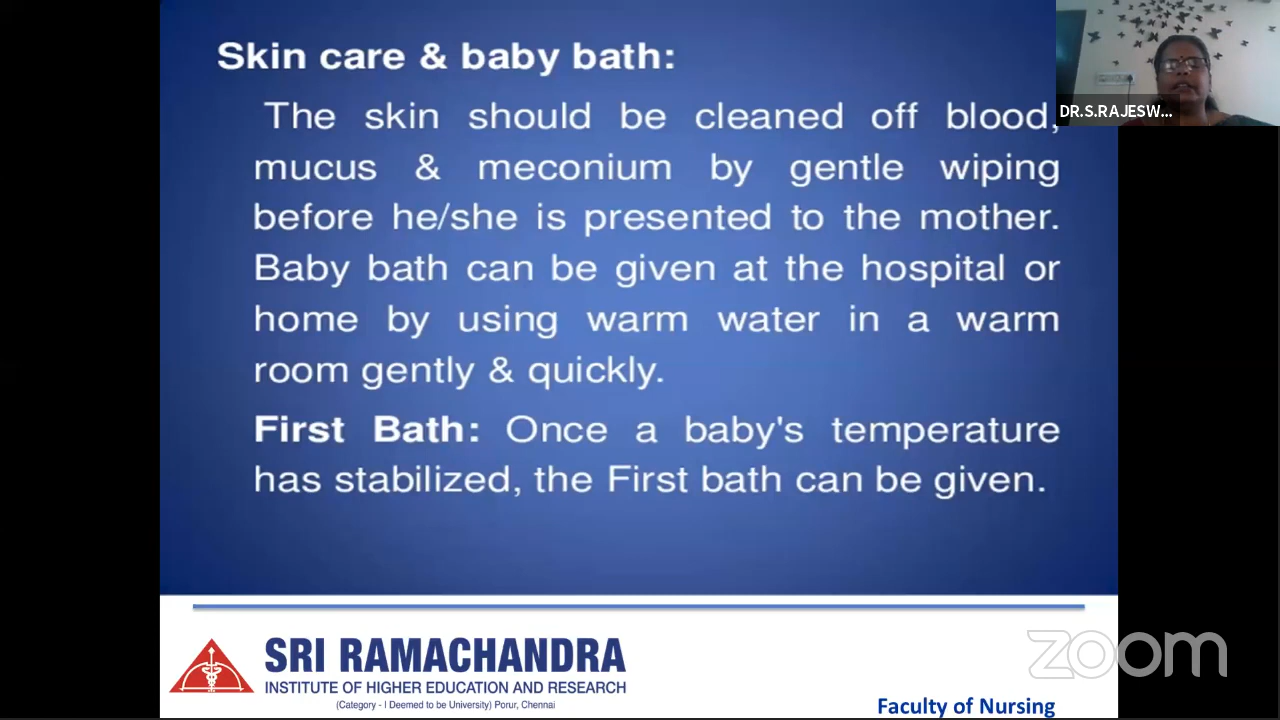 Skin care & baby bath:
The skin should be cleaned off blood,
mucus & meconium by gentle wiping
before he/she is presented to the mother.
Baby bath can be given at the hospital or
home by using warm water in a warm
room gently & quickly.
First Bath: Once a baby's temperature
has stabilized, the First bath can be given.
DR.S.RAJESW...
SRI RAMACHANDRA
INSTITUTE OF HIGHER EDUCATION AND RESEARCH
(Category - I Deemed to be University) Porur, Chennai
Faculty of Nursing
zoom